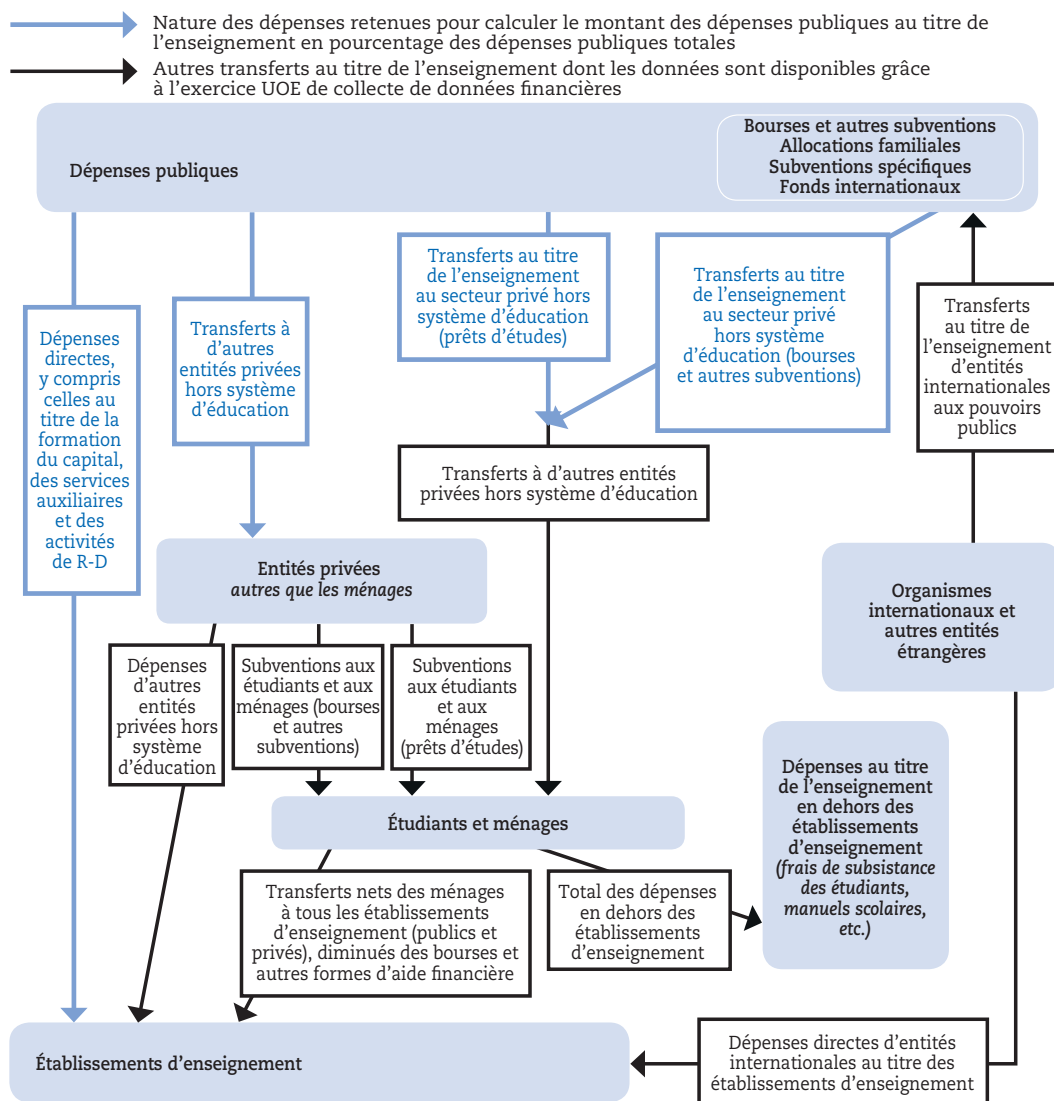 Nature des dépenses retenues pour calculer le montant des dépenses publiques au titre de
l’enseignement en pourcentage des dépenses publiques totales
Autres transferts au titre de l’enseignement dont les données sont disponibles grâce
à l’exercice UOE de collecte de données financières
Dépenses publiques
Bourses et autres subventions
Allocations familiales
Subventions spécifiques
Fonds internationaux
Dépenses
directes,
y compris
celles au
titre de la
formation
du capital,
des services
auxiliaires
et des
activités
de R-D
Transferts à
d’autres
entités privées
hors système
d’éducation
Transferts au titre
de l’enseignement
au secteur privé hors
système d’éducation
(prêts d’études)
Transferts au titre
de l’enseignement
au secteur privé
hors système
d’éducation (bourses
et autres subventions)
Transferts
au titre de
l’enseignement
d’entités
internationales
aux pouvoirs
publics
Transferts à d’autres entités
privées hors système d’éducation
Entités privées
autres que les ménages
Organismes
internationaux et
autres entités
étrangères
Dépenses
d’autres
entités
privées hors
système
d’éducation
Subventions aux
étudiants et aux
ménages (bourses
et autres
subventions)
Subventions
aux étudiants
et aux
ménages
(prêts d’études)
Étudiants et ménages
Dépenses au titre
de l’enseignement
en dehors des
établissements
d’enseignement
(frais de subsistance
des étudiants,
manuels scolaires,
etc.)
Transferts nets des ménages
à tous les établissements
d’enseignement (publics et
privés), diminués des bourses et
autres formes d’aide financière
Total des dépenses
en dehors des
établissements
d’enseignement
Établissements d’enseignement
Dépenses directes d’entités
internationales au titre des
établissements d’enseignement